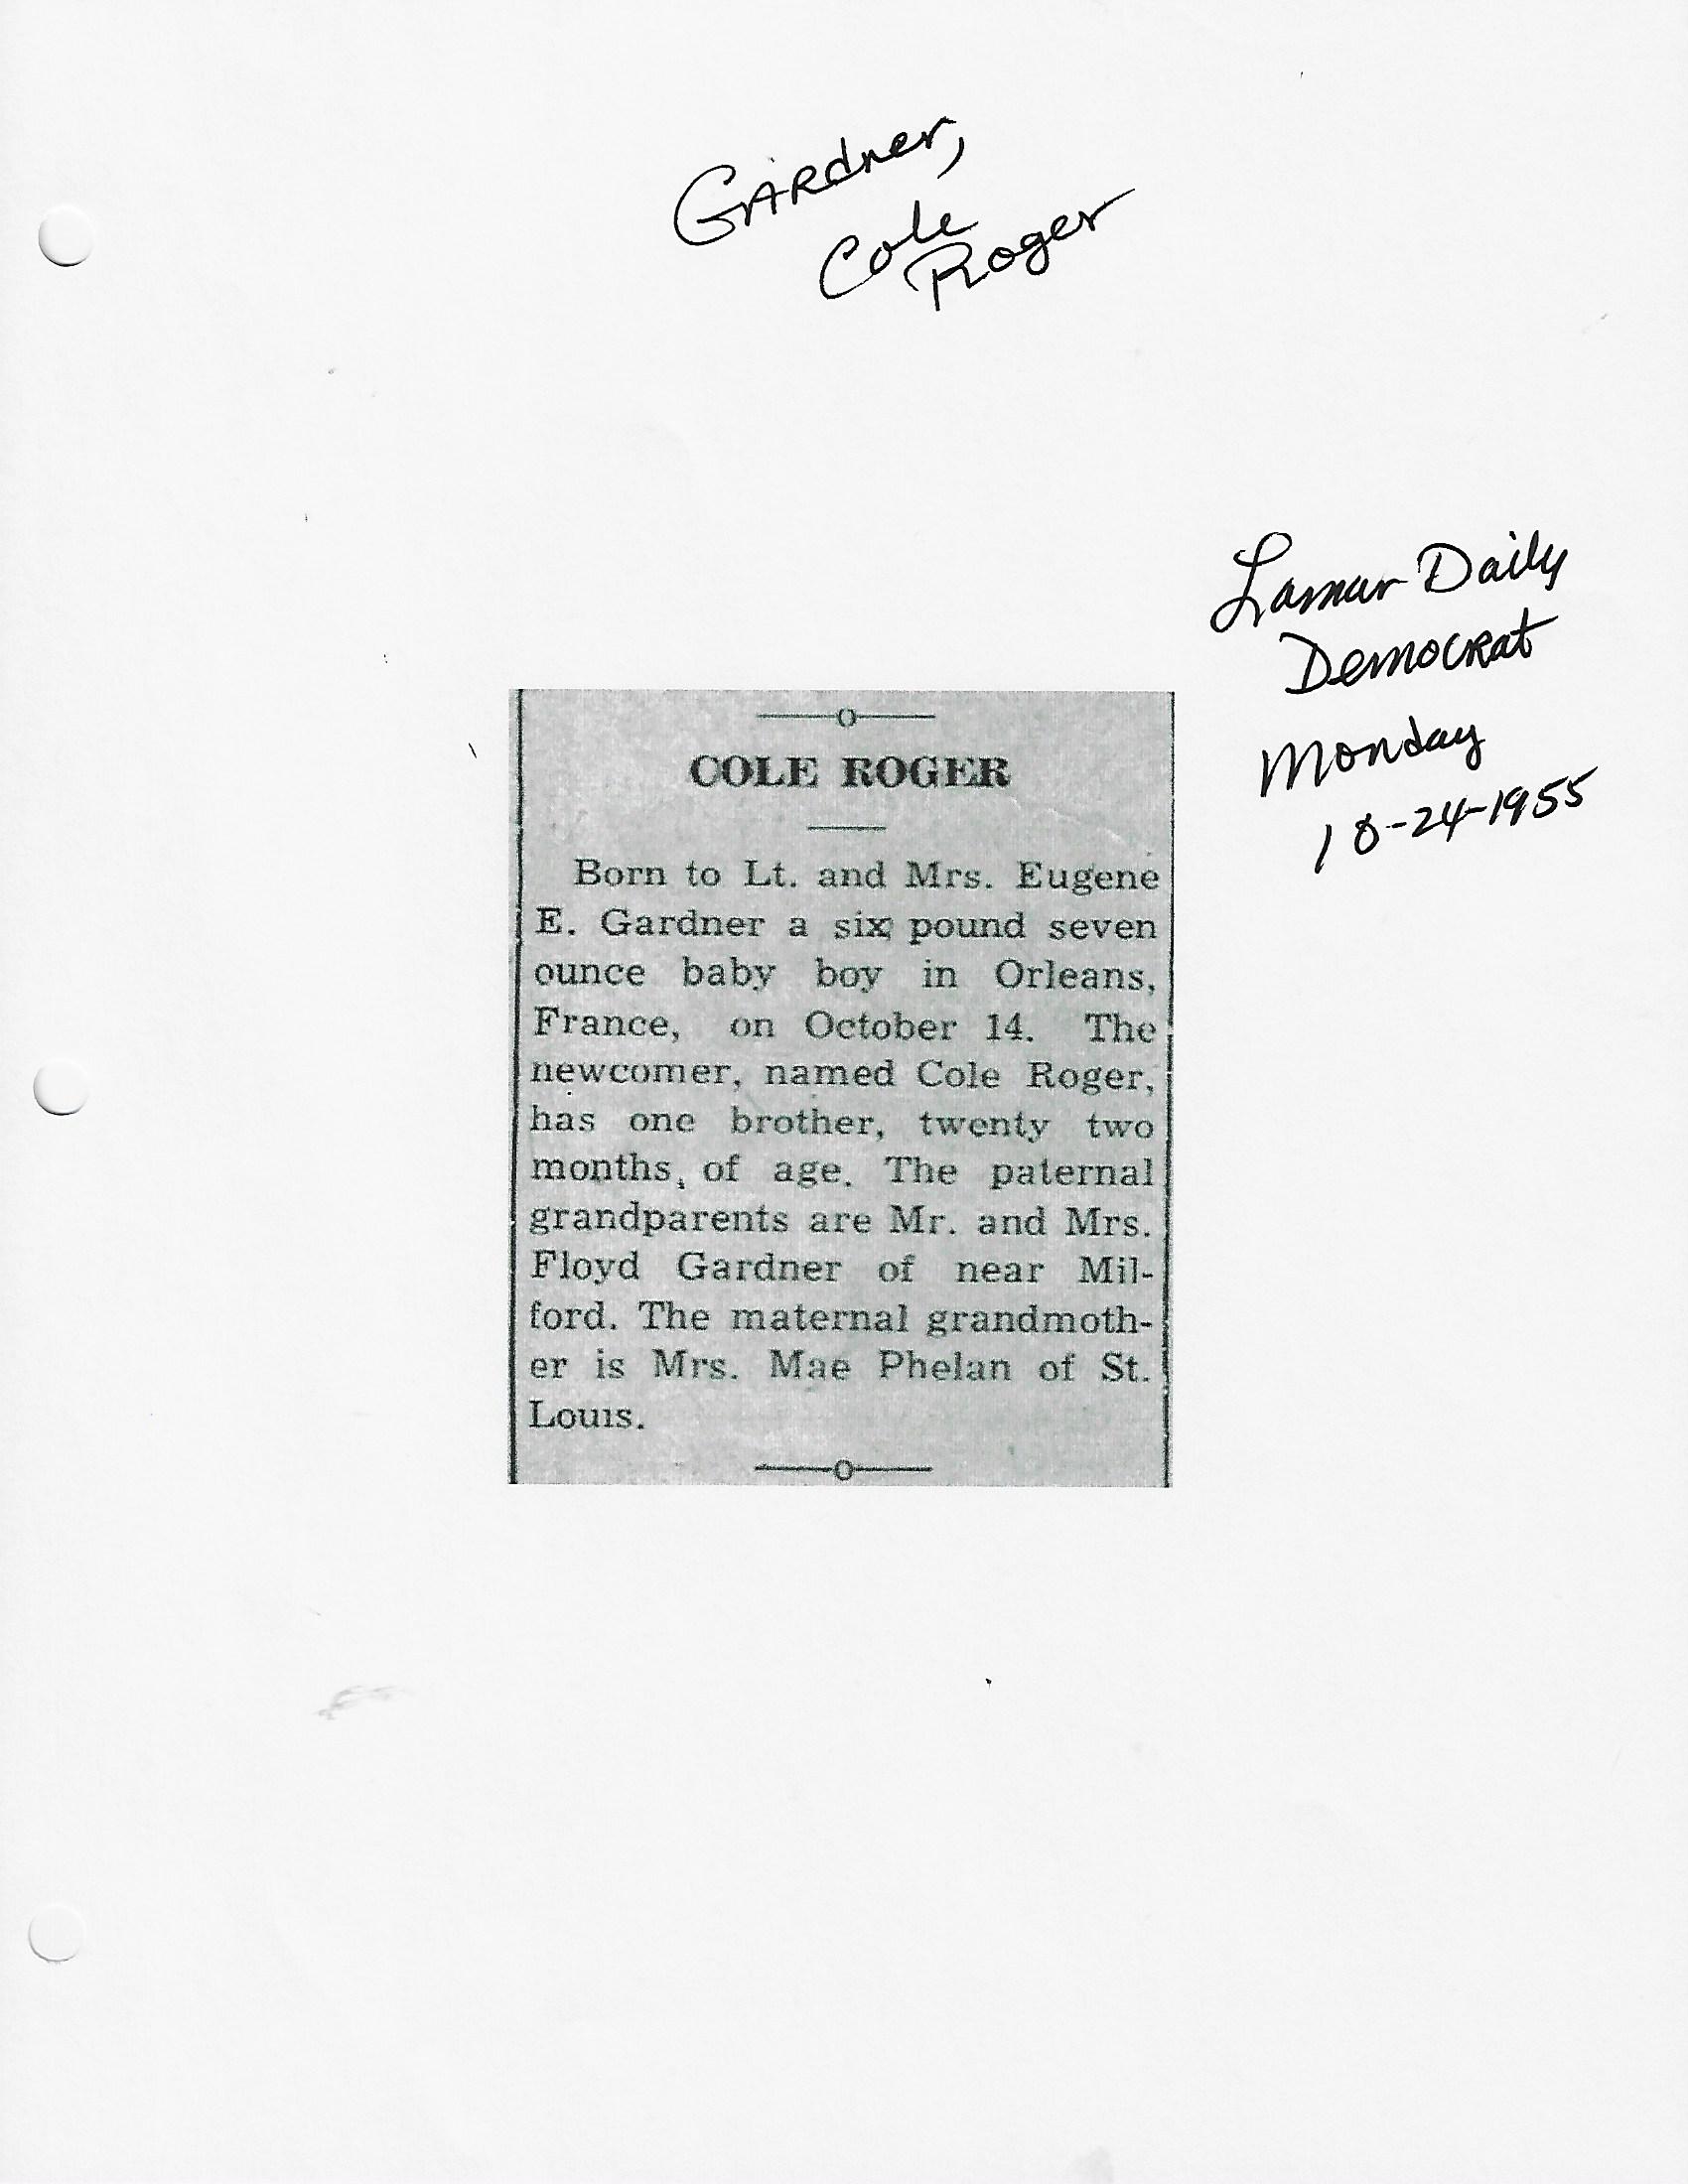 GARdner,
Cole
Roger
Lamar Daily
Democrat
Monday
10-24-1955
—o—
COLE ROGER
Born to Lt. and Mrs. Eugene
E. Gardner a six pound seven
ounce baby boy in Orleans,
France, on October 14. The
newcomer, named Cole Roger,
has one brother, twenty two
months, of age. The paternal
grandparents are Mr. and Mrs.
Floyd Gardner of near Mil-
ford. The maternal grandmoth-
er is Mrs. Mae Phelan of St.
Louis.
—o—